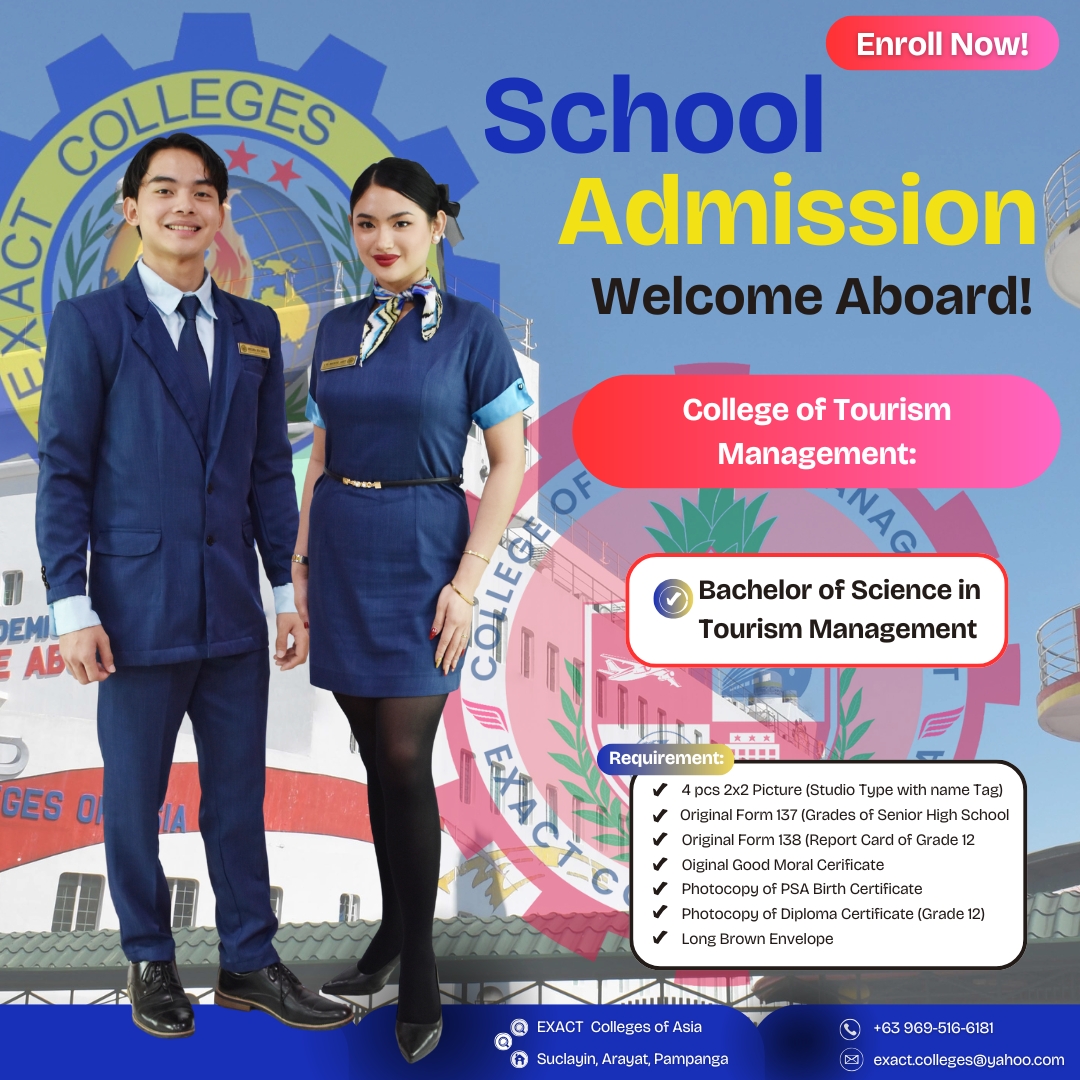 Enroll Now!
School
Admission
Welcome Aboard!
COLLEGES
EXACT
College of Tourism
Management:
COLLEGE OF
MANAG
Bachelor of Science in
Tourism Management
EXACT CO
DEMI
E AB
GES OF ASIA
Requirement:
4 pcs 2x2 Picture (Studio Type with name Tag)
Original Form 137 (Grades of Senior High School
Original Form 138 (Report Card of Grade 12
Oiginal Good Moral Cerificate
Photocopy of PSA Birth Certificate
Photocopy of Diploma Certificate (Grade 12)
Long Brown Envelope
EXACT Colleges of Asia
+63 969-516-6181
Suclayin, Arayat, Pampanga
exact.colleges@yahoo.com